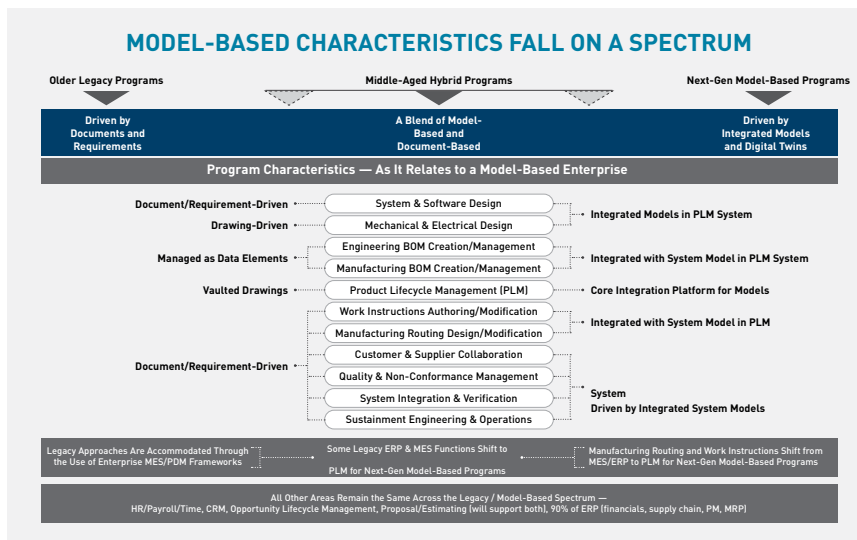 MODEL-BASED CHARACTERISTICS FALL ON A SPECTRUM
Older Legacy Programs
Middle-Aged Hybrid Programs
Next-Gen Model-Based Programs
Driven by
Documents and
Requirements
A Blend of Model-
Based and
Document-Based
Driven by
Integrated Models
and Digital Twins
Program Characteristics — As It Relates to a Model-Based Enterprise
Document/Requirement-Driven
Drawing-Driven
Managed as Data Elements
Vaulted Drawings
Document/Requirement-Driven
System & Software Design
Mechanical & Electrical Design
Engineering BOM Creation/Management
Manufacturing BOM Creation/Management
Product Lifecycle Management (PLM)
Work Instructions Authoring/Modification
Manufacturing Routing Design/Modification
Customer & Supplier Collaboration
Quality & Non-Conformance Management
System Integration & Verification
Sustainment Engineering & Operations
Integrated Models in PLM System
Integrated with System Model in PLM System
Core Integration Platform for Models
Integrated with System Model in PLM
System
Driven by Integrated System Models
Legacy Approaches Are Accommodated Through
the Use of Enterprise MES/PDM Frameworks
Some Legacy ERP & MES Functions Shift to
PLM for Next-Gen Model-Based Programs
Manufacturing Routing and Work Instructions Shift from
MES/ERP to PLM for Next-Gen Model-Based Programs
All Other Areas Remain the Same Across the Legacy / Model-Based Spectrum —
HR/Payroll/Time, CRM, Opportunity Lifecycle Management, Proposal/Estimating (will support both), 90% of ERP (financials, supply chain, PM, MRP)